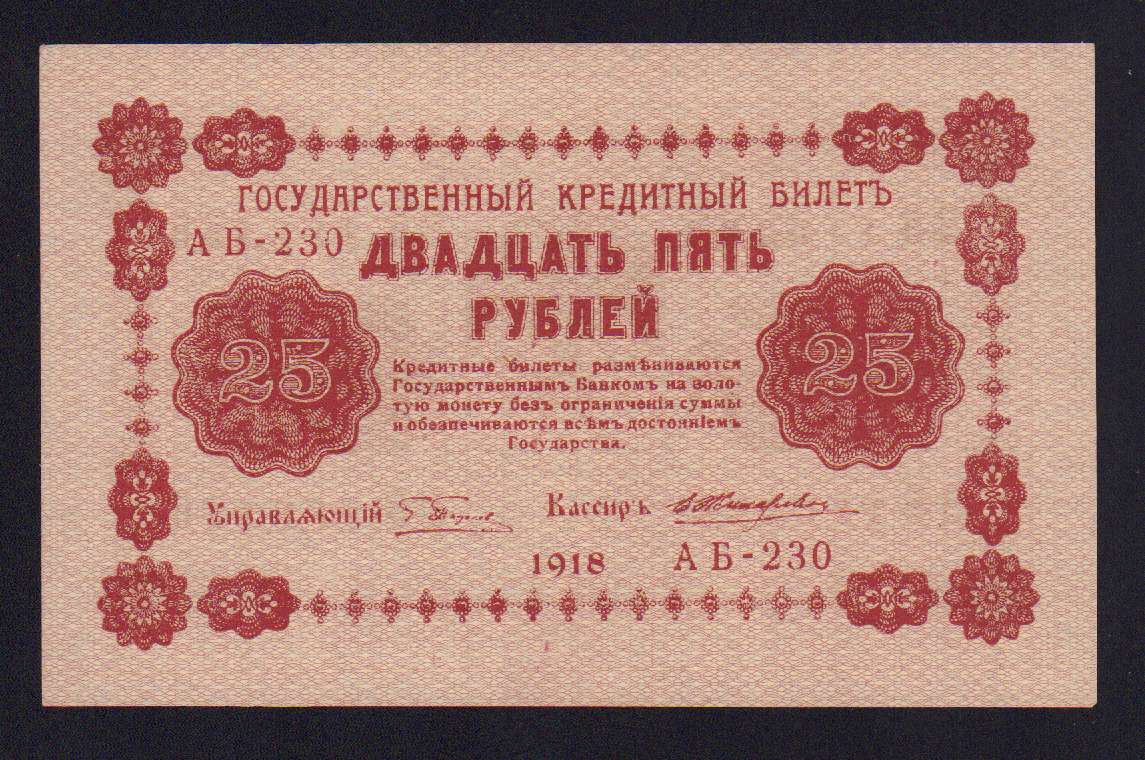 ГОСУДАРСТВЕННЫЙ КРЕДИТНЫЙ БИЛЕТЪ
АБ-230
ДВАДЦАТЬ ПЯТЬ
РУБЛЕЙ
25
25
Кредитные билеты размѣниваются
Государственнымъ Банкомъ на золо-
тую монету безъ ограниченія суммы
и обезпечиваются всѣмъ достояніемъ
Государства.
Управляющій
Кассиръ
1918 АБ-230